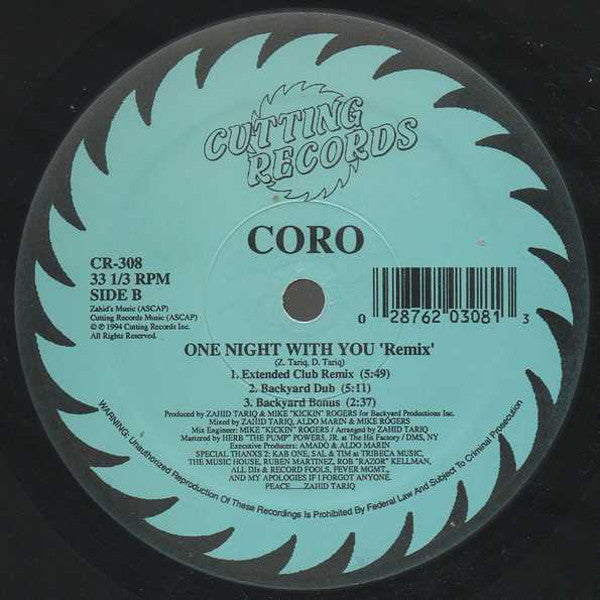 CUTTING
RECORDS
CORO
CR-308
33 1/3 RPM
SIDE B
Zahid's Music (ASCAP)
Cutting Records Music (ASCAP)
© ℗ 1994 Cutting Records Inc.
All Rights Reserved.
0 28762 03081 3
ONE NIGHT WITH YOU 'Remix'
(Z. Tariq, D. Tariq)
1. Extended Club Remix (5:49)
2. Backyard Dub (5:11)
3. Backyard Bonus (2:37)
Produced by ZAHID TARIQ & MIKE "KICKIN" ROGERS for Backyard Productions Inc.
Mixed by ZAHID TARIQ, ALDO MARIN & MIKE ROGERS
Mix Engineer: MIKE "KICKIN" ROGERS / Arranged by ZAHID TARIQ
Mastered by HERB "THE PUMP" POWERS, JR. at The Hit Factory / DMS, NY
Executive Producers: AMADO & ALDO MARIN
SPECIAL THANXS 2: KAB ONE, SAL & TIM at TRIBECA MUSIC,
THE MUSIC HOUSE, RUBEN MARTINEZ, ROB "RAZOR" KELLMAN,
ALL DJs & RECORD FOOLS, FEVER MGMT.,
AND MY APOLOGIES IF I FORGOT ANYONE.
PEACE......ZAHID TARIQ
WARNING: Unauthorized Reproduction Of These Recordings Is Prohibited By Federal Law And Subject To Criminal Prosecution